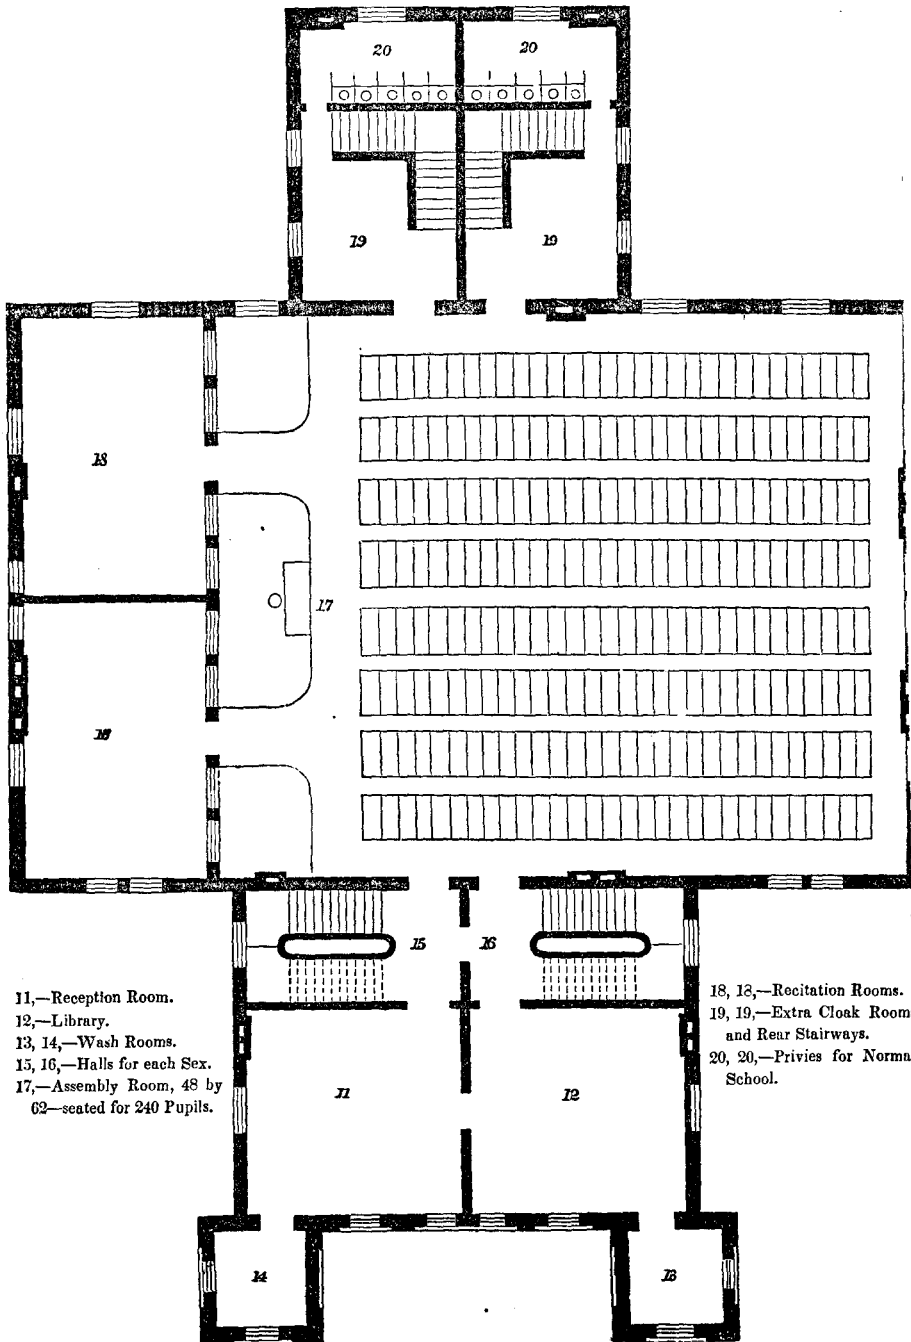 20
20
19
19
18
17
18
15
16
11,—Reception Room.
12,—Library.
13, 14,—Wash Rooms.
15, 16,—Halls for each Sex.
17,—Assembly Room, 48 by
62—seated for 240 Pupils.
18, 18,—Recitation Rooms.
19, 19,—Extra Cloak Room
and Rear Stairways.
20, 20,—Privies for Norma
School.
11
12
14
13